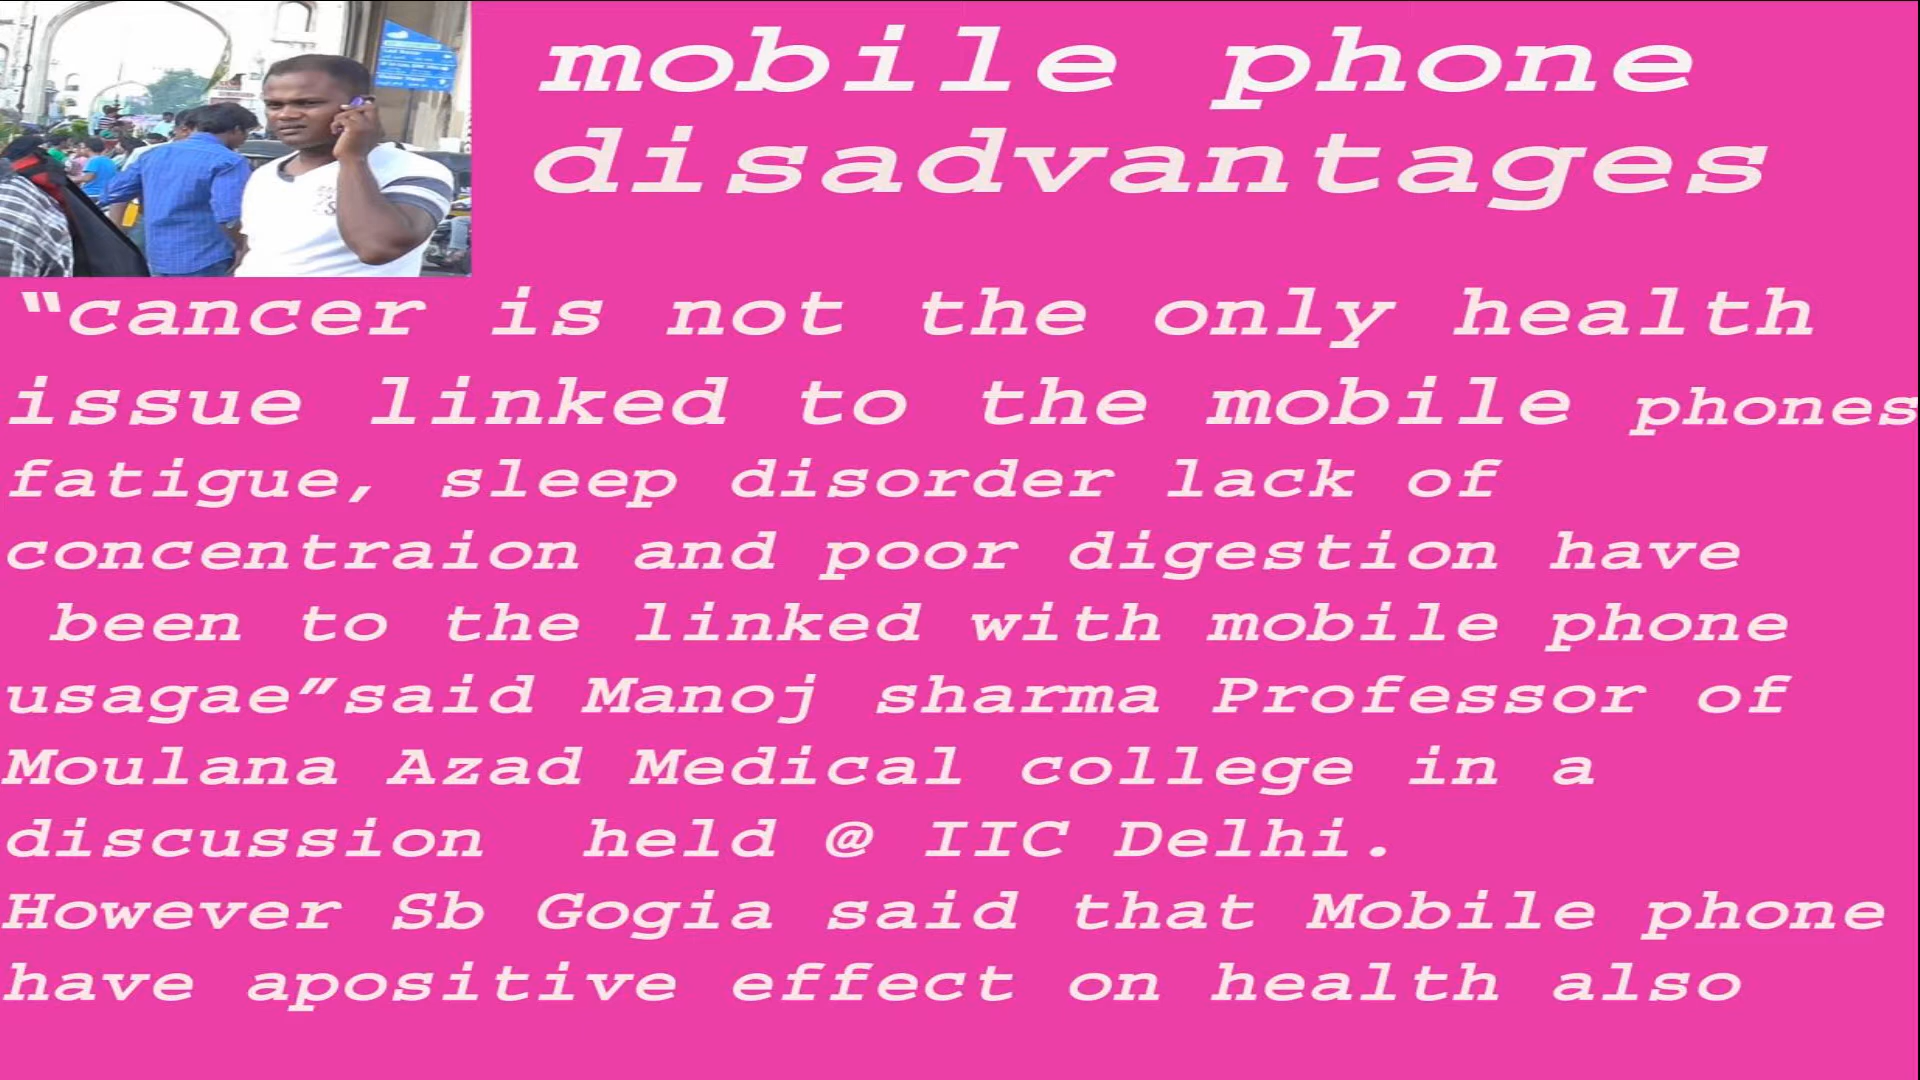 mobile phone
disadvantages
“cancer is not the only health
issue linked to the mobile phones
fatigue, sleep disorder lack of
concentraion and poor digestion have
been to the linked with mobile phone
usagae”said Manoj sharma Professor of
Moulana Azad Medical college in a
discussion held @ IIC Delhi.
However Sb Gogia said that Mobile phone
have apositive effect on health also